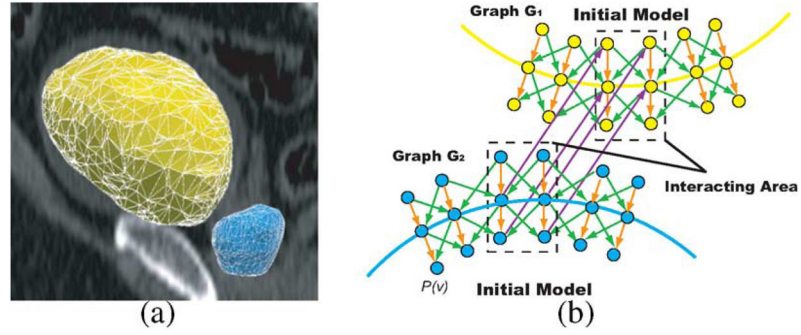 Graph G₁
Initial Model
Graph G₂
Interacting Area
P(v)
Initial Model
(a)
(b)